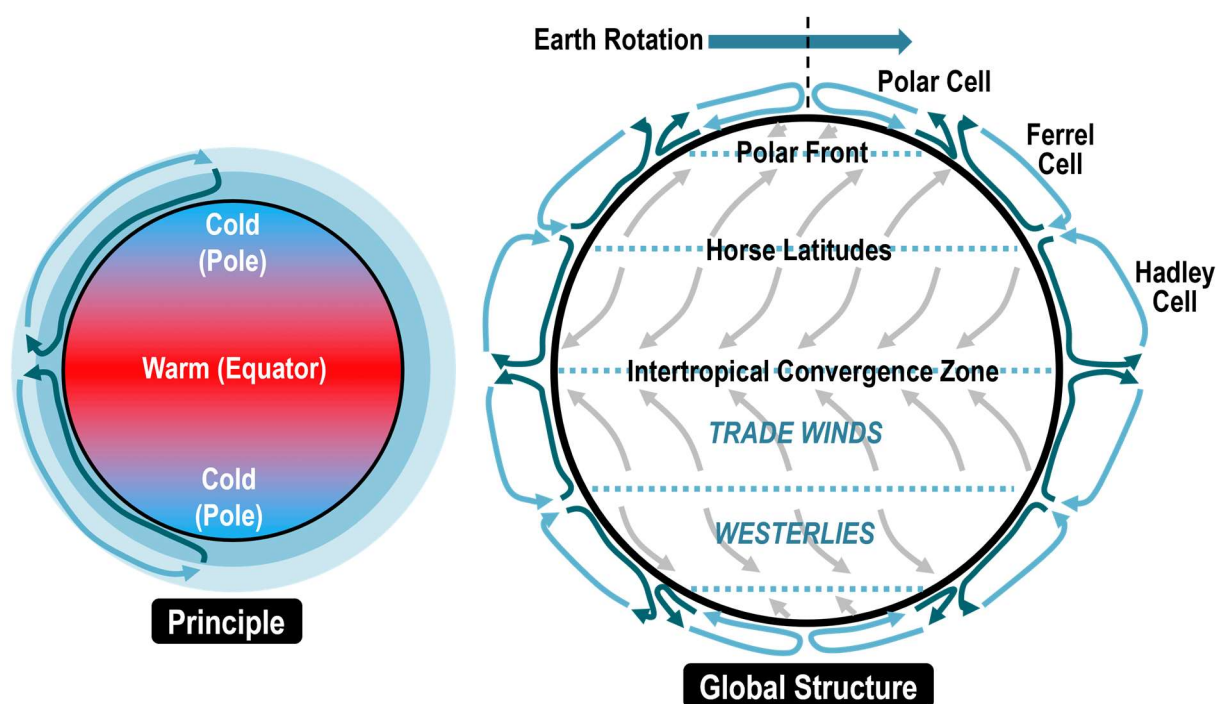 Earth Rotation
Polar Cell
Ferrel
Cell
Polar Front
Cold
(Pole)
Horse Latitudes
Hadley
Cell
Warm (Equator)
Intertropical Convergence Zone
TRADE WINDS
Cold
(Pole)
WESTERLIES
Principle
Global Structure